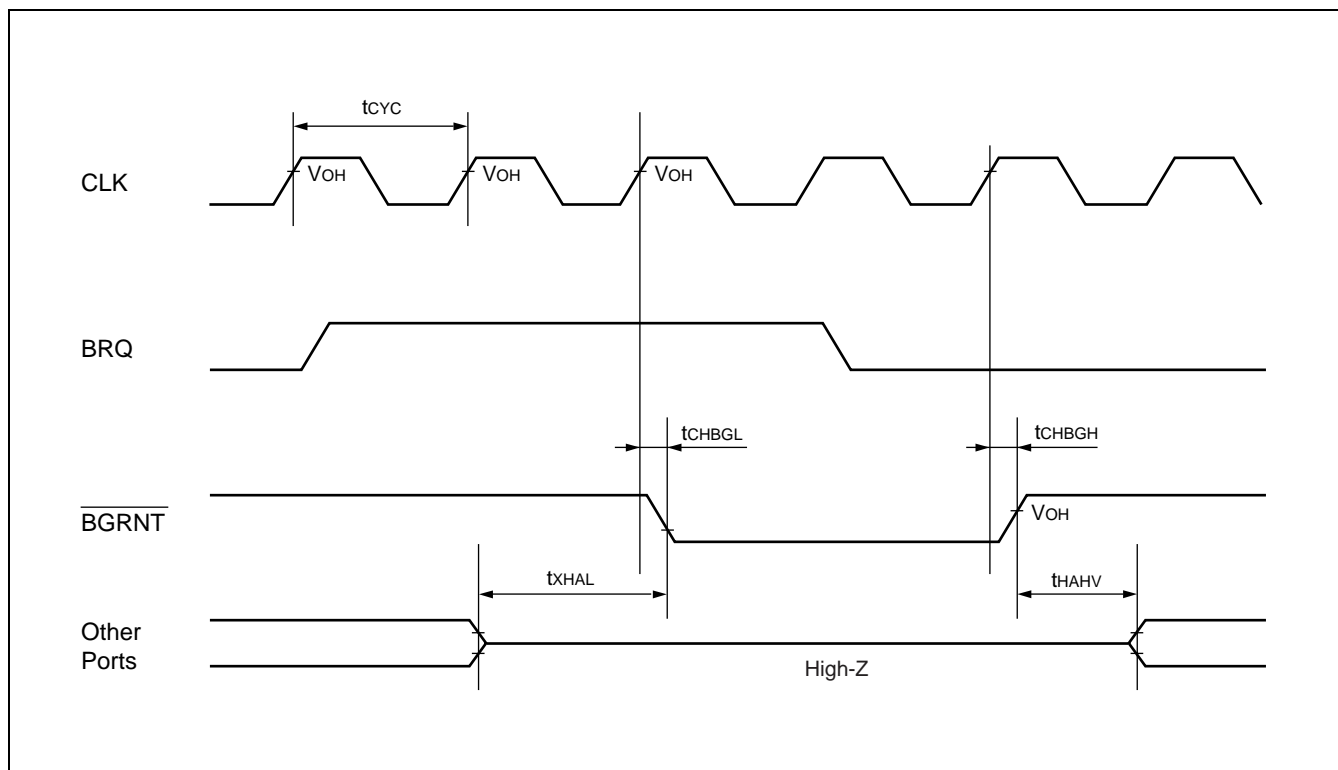 tCYC
CLK
VOH
VOH
VOH
BRQ
tCHBGL
tCHBGH
BGRNT
VOH
tXHAL
tHAHV
Other
Ports
High-Z